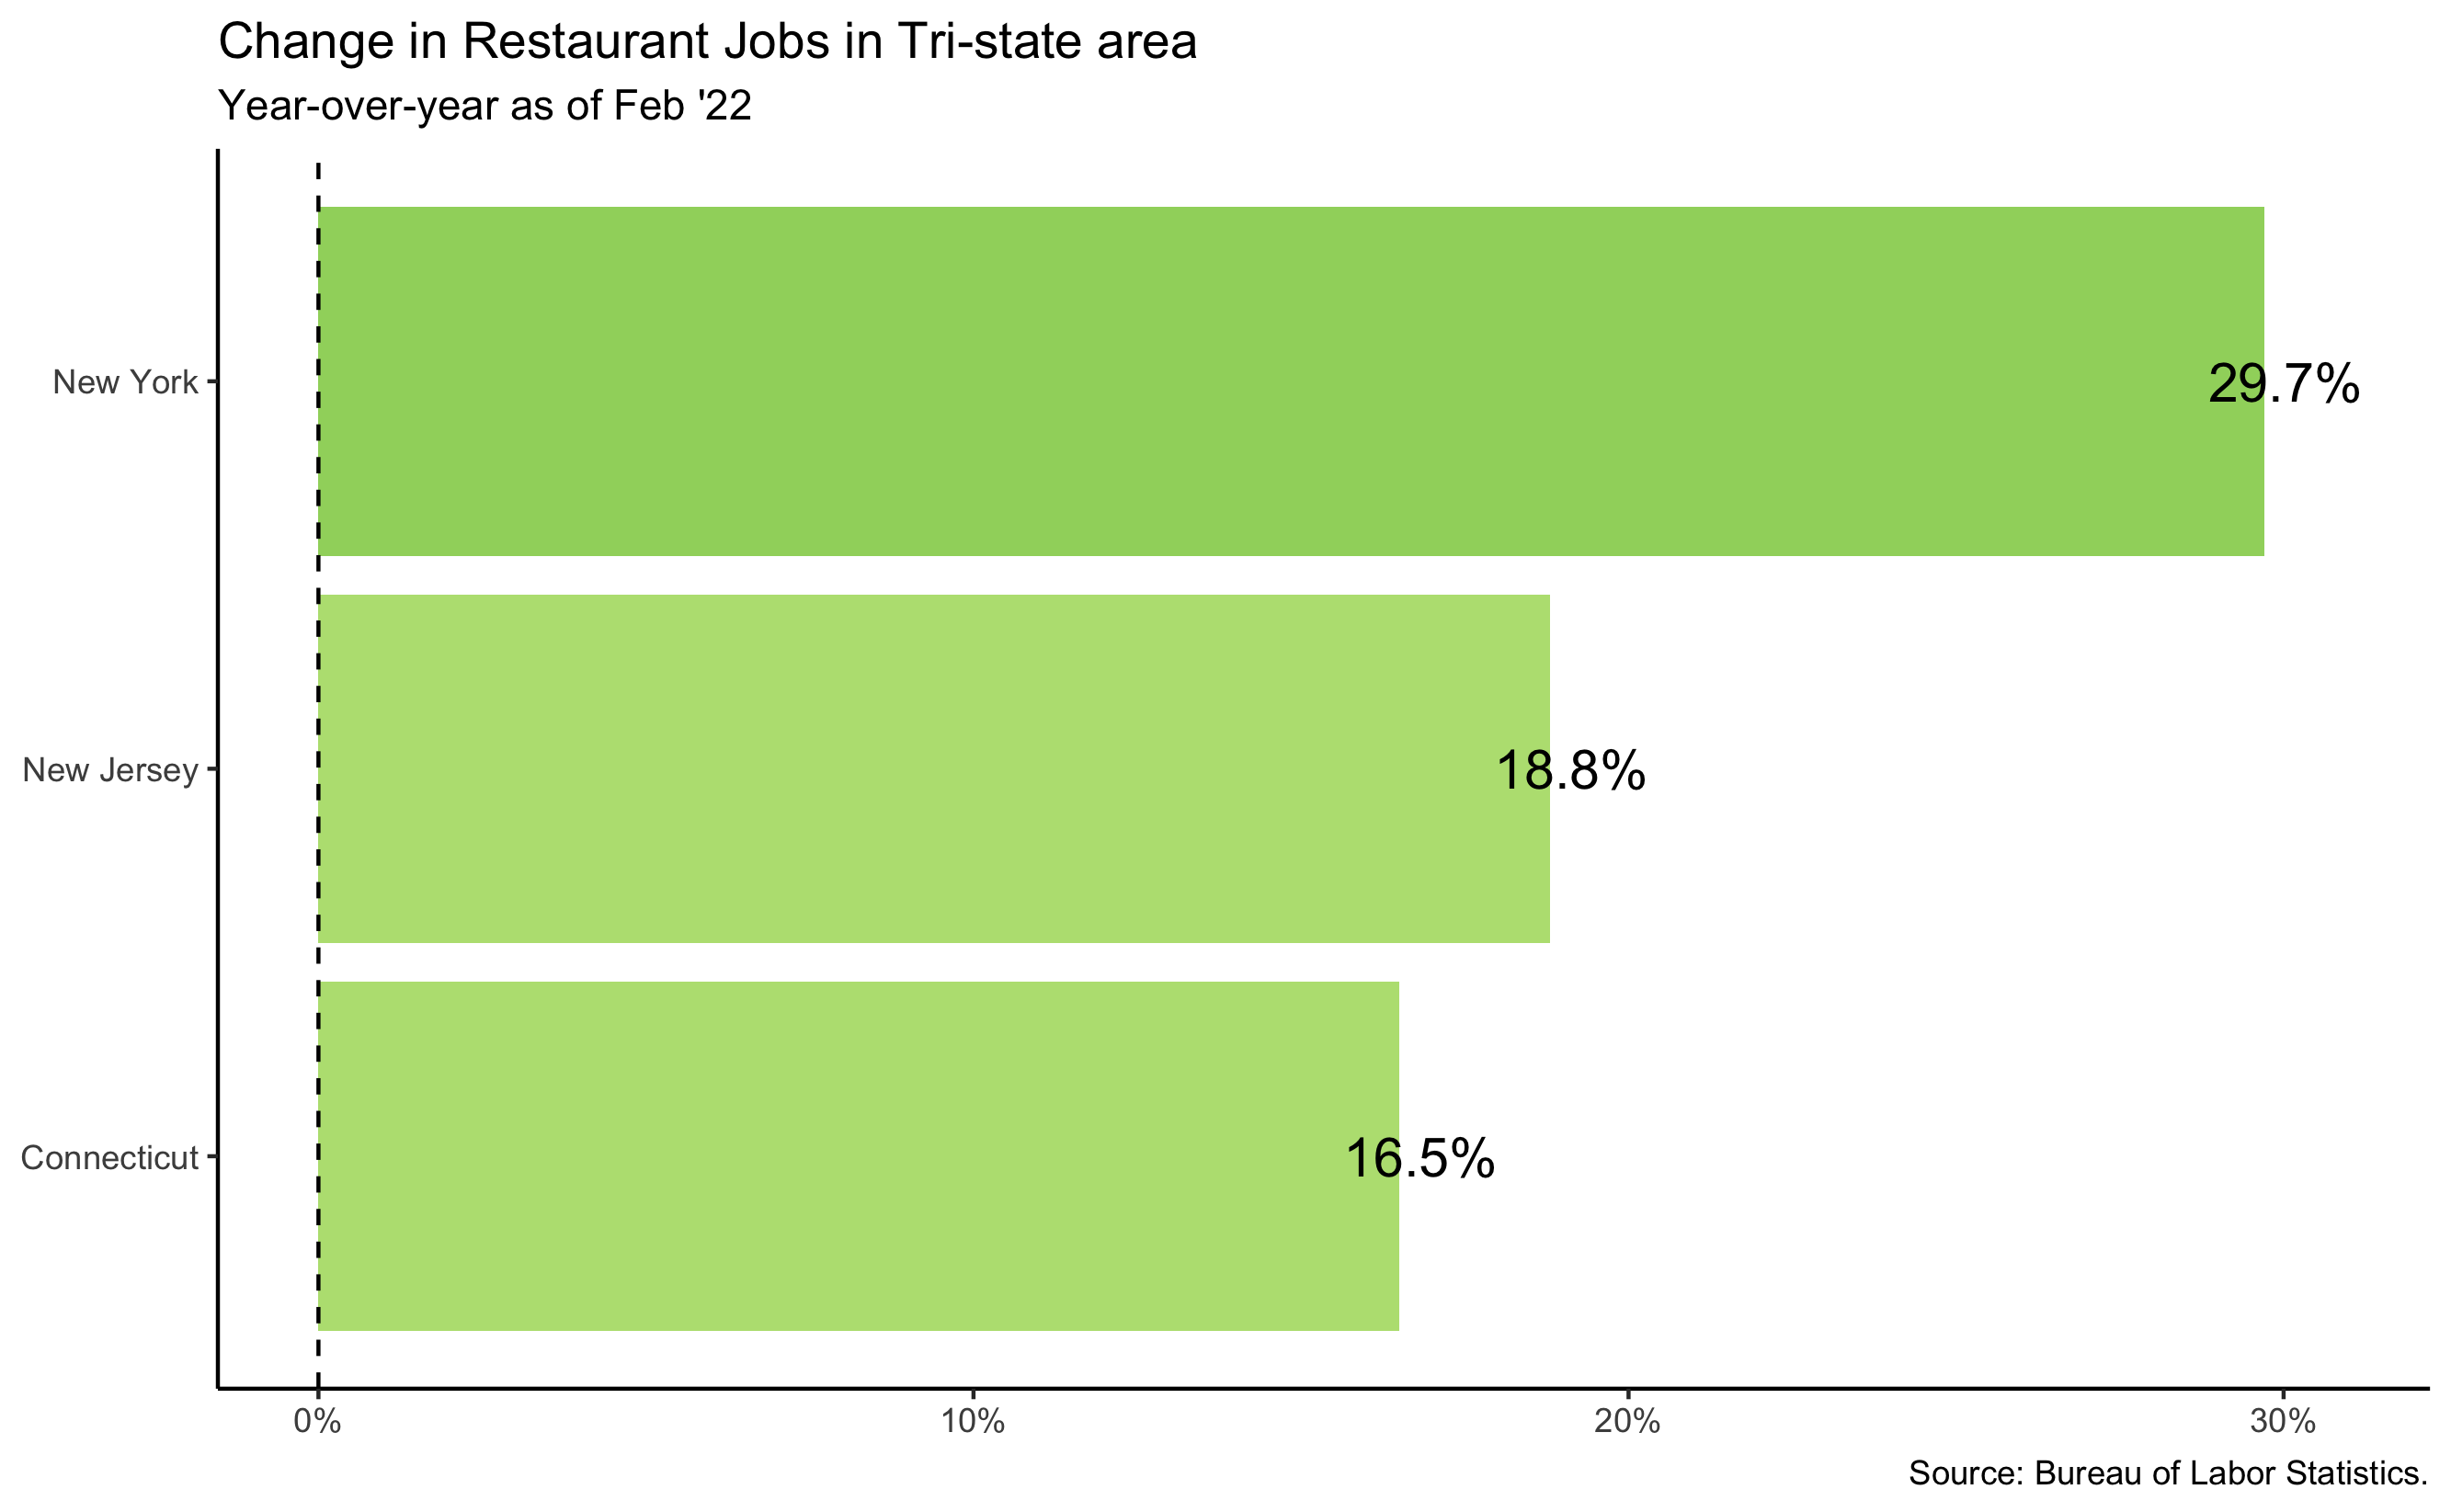 Change in Restaurant Jobs in Tri-state area
Year-over-year as of Feb '22
New York
29.7%
New Jersey
18.8%
Connecticut
16.5%
0% 10% 20% 30%
Source: Bureau of Labor Statistics.